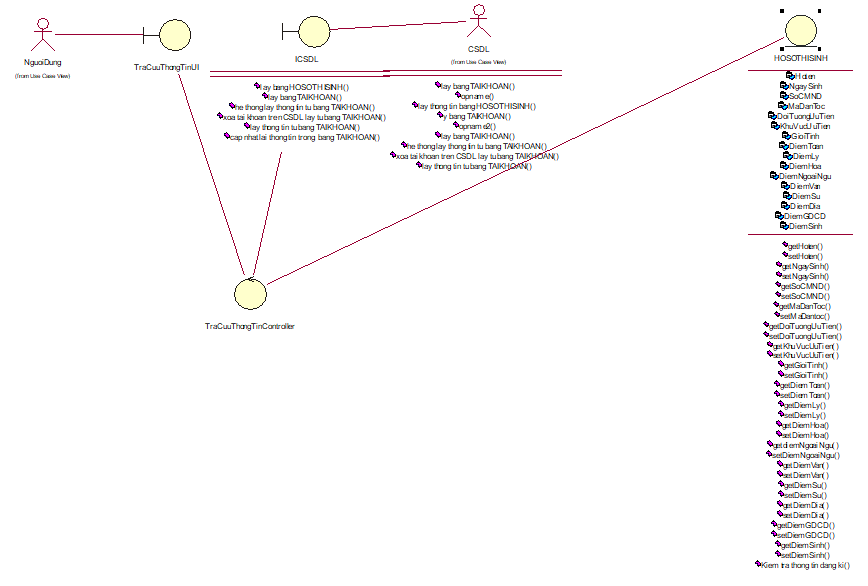 NguoiDung
(from Use Case View)
TraCuuThongTinUI
ICSDL
lay bang HOSOTHISINH()
lay bang TAIKHOAN()
he thong lay thong tin tu bang TAIKHOAN()
xoa tai khoan tren CSDL lay tu bang TAIKHOAN()
lay thong tin tu bang TAIKHOAN()
cap nhat lai thong tin trong bang TAIKHOAN()
CSDL
(from Use Case View)
lay bang TAIKHOAN()
opname()
lay thong tin bang HOSOTHISINH()
y bang TAIKHOAN()
opname2()
lay bang TAIKHOAN()
he thong lay thong tin tu bang TAIKHOAN()
xoa tai khoan tren CSDL lay tu bang TAIKHOAN()
lay thong tin tu bang TAIKHOAN()
TraCuuThongTinController
HOSOTHISINH
Hoten
NgaySinh
SoCMND
MaDanToc
DoiTuongUuTien
KhuVucUuTien
GioiTinh
DiemToan
DiemLy
DiemHoa
DiemNgoaiNgu
DiemVan
DiemSu
DiemDia
DiemGDCD
DiemSinh
getHoten()
setHoten()
getNgaySinh()
setNgaySinh()
getSoCMND()
setSoCMND()
getMaDanToc()
setMaDantoc()
getDoiTuongUuTien()
setDoiTuongUuTien()
getKhuVucUuTien()
setKhuVucUuTien()
getGioiTinh()
setGioiTinh()
getDiemToan()
setDiemToan()
getDiemLy()
setDiemLy()
getDiemHoa()
setDiemHoa()
getdiemNgoaiNgu()
setDiemNgoaiNgu()
getDiemVan()
setDiemVan()
getDiemSu()
setDiemSu()
getDiemDia()
setDiemDia()
getDiemGDCD()
setDiemGDCD()
getDiemSinh()
setDiemSinh()
Kiem tra thong tin dang ki()